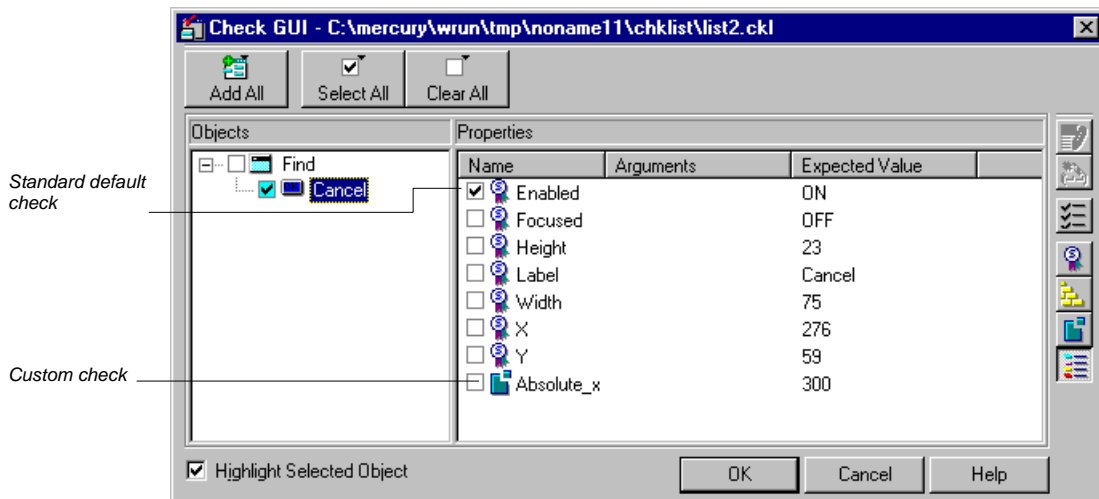 Check GUI - C:\mercury\wrun\tmp\noname11\chklist\list2.ckl
Add All Select All Clear All
Objects
Properties
Find
Cancel
Name Arguments Expected Value
Enabled ON
Focused OFF
Height 23
Label Cancel
Width 75
X 276
Y 59
Absolute_x 300
Standard default
check
Custom check
Highlight Selected Object
OK Cancel Help